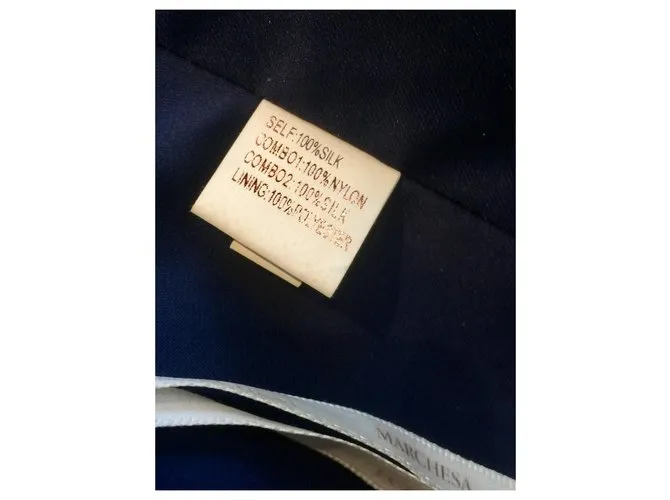 SELF:100%SILK
COMBO1:100%NYLON
COMBO2:100%SILK
LINING:100%POLYESTER
MARCHESA